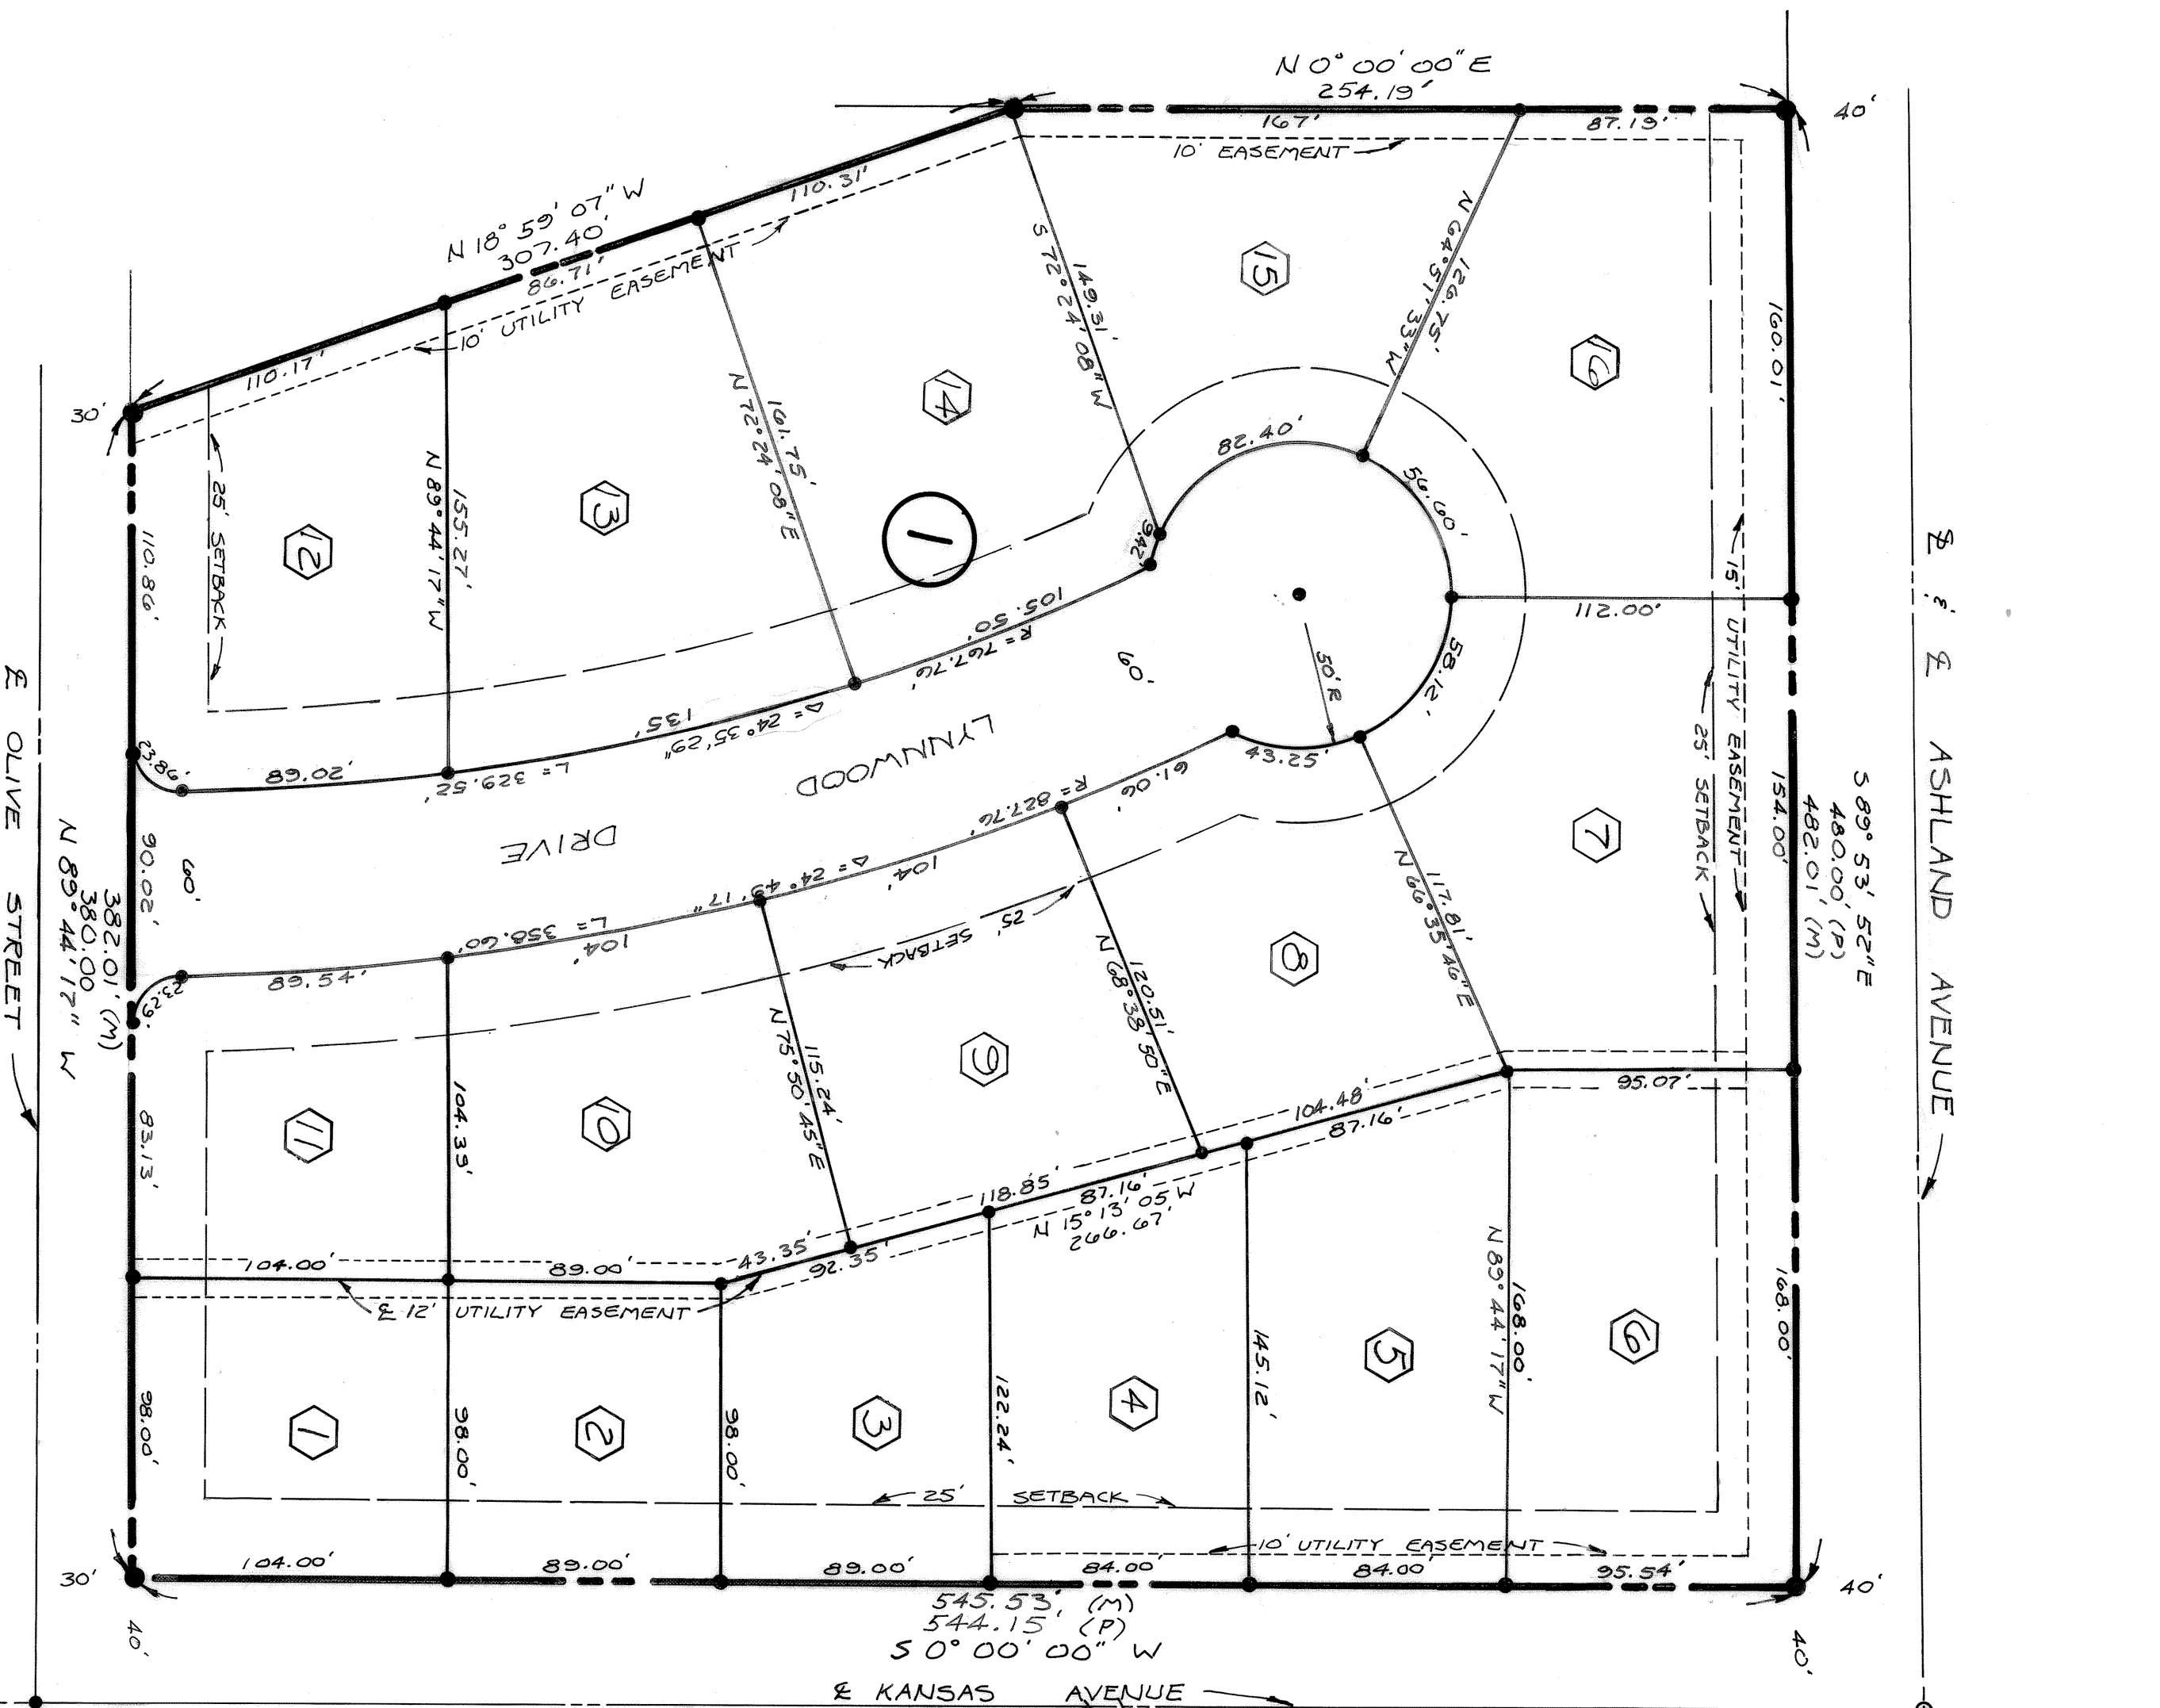 N 0° 00' 00" E
254.19'
167'
87.19'
40'
10' EASEMENT
N 18° 59' 07" W
307.40'
110.31'
86.71'
110.17'
10' UTILITY EASEMENT
30'
S 72° 24' 08" W
149.31'
N 64° 51' 33" W
126.75'
15
16
160.01'
14
13
12
1
N 72° 24' 08" E
161.75'
N 89° 44' 17" W
155.27'
25' SETBACK
110.86'
82.40'
56.60'
9.42'
112.00'
58.12'
50' R
43.25'
15' UTILITY EASEMENT
25' SETBACK
154.00'
S 89° 53' 52" E
480.00' (P)
482.01' (M)
₵ & ₵ ASHLAND AVENUE
105.50'
R = 767.76'
135'
Δ = 24° 35' 29"
L = 329.52'
89.20'
23.86'
60'
LYNNWOOD
DRIVE
60'
90.02'
61.06'
R = 827.76'
104'
Δ = 24° 49' 17"
L = 358.60'
104'
89.54'
23.29'
25' SETBACK
382.01' (M)
380.00
N 89° 44' 17" W
₵ OLIVE STREET
7
8
9
10
11
N 66° 35' 46" E
117.81'
N 68° 38' 50" E
120.51'
N 75° 50' 45" E
115.24'
104.39'
83.13'
95.07'
104.48'
87.16'
118.85'
87.16'
N 15° 13' 05 W
266.67'
43.35'
92.35'
104.00'
89.00'
₵ 12' UTILITY EASEMENT
98.00'
98.00'
98.00'
122.24'
145.12'
N 89° 44' 17" W
168.00'
168.00'
1
2
3
4
5
6
25' SETBACK
10' UTILITY EASEMENT
30'
104.00'
89.00'
89.00'
84.00'
84.00'
95.54'
40'
545.53' (M)
544.15' (P)
S 0° 00' 00" W
40'
40'
₵ KANSAS AVENUE